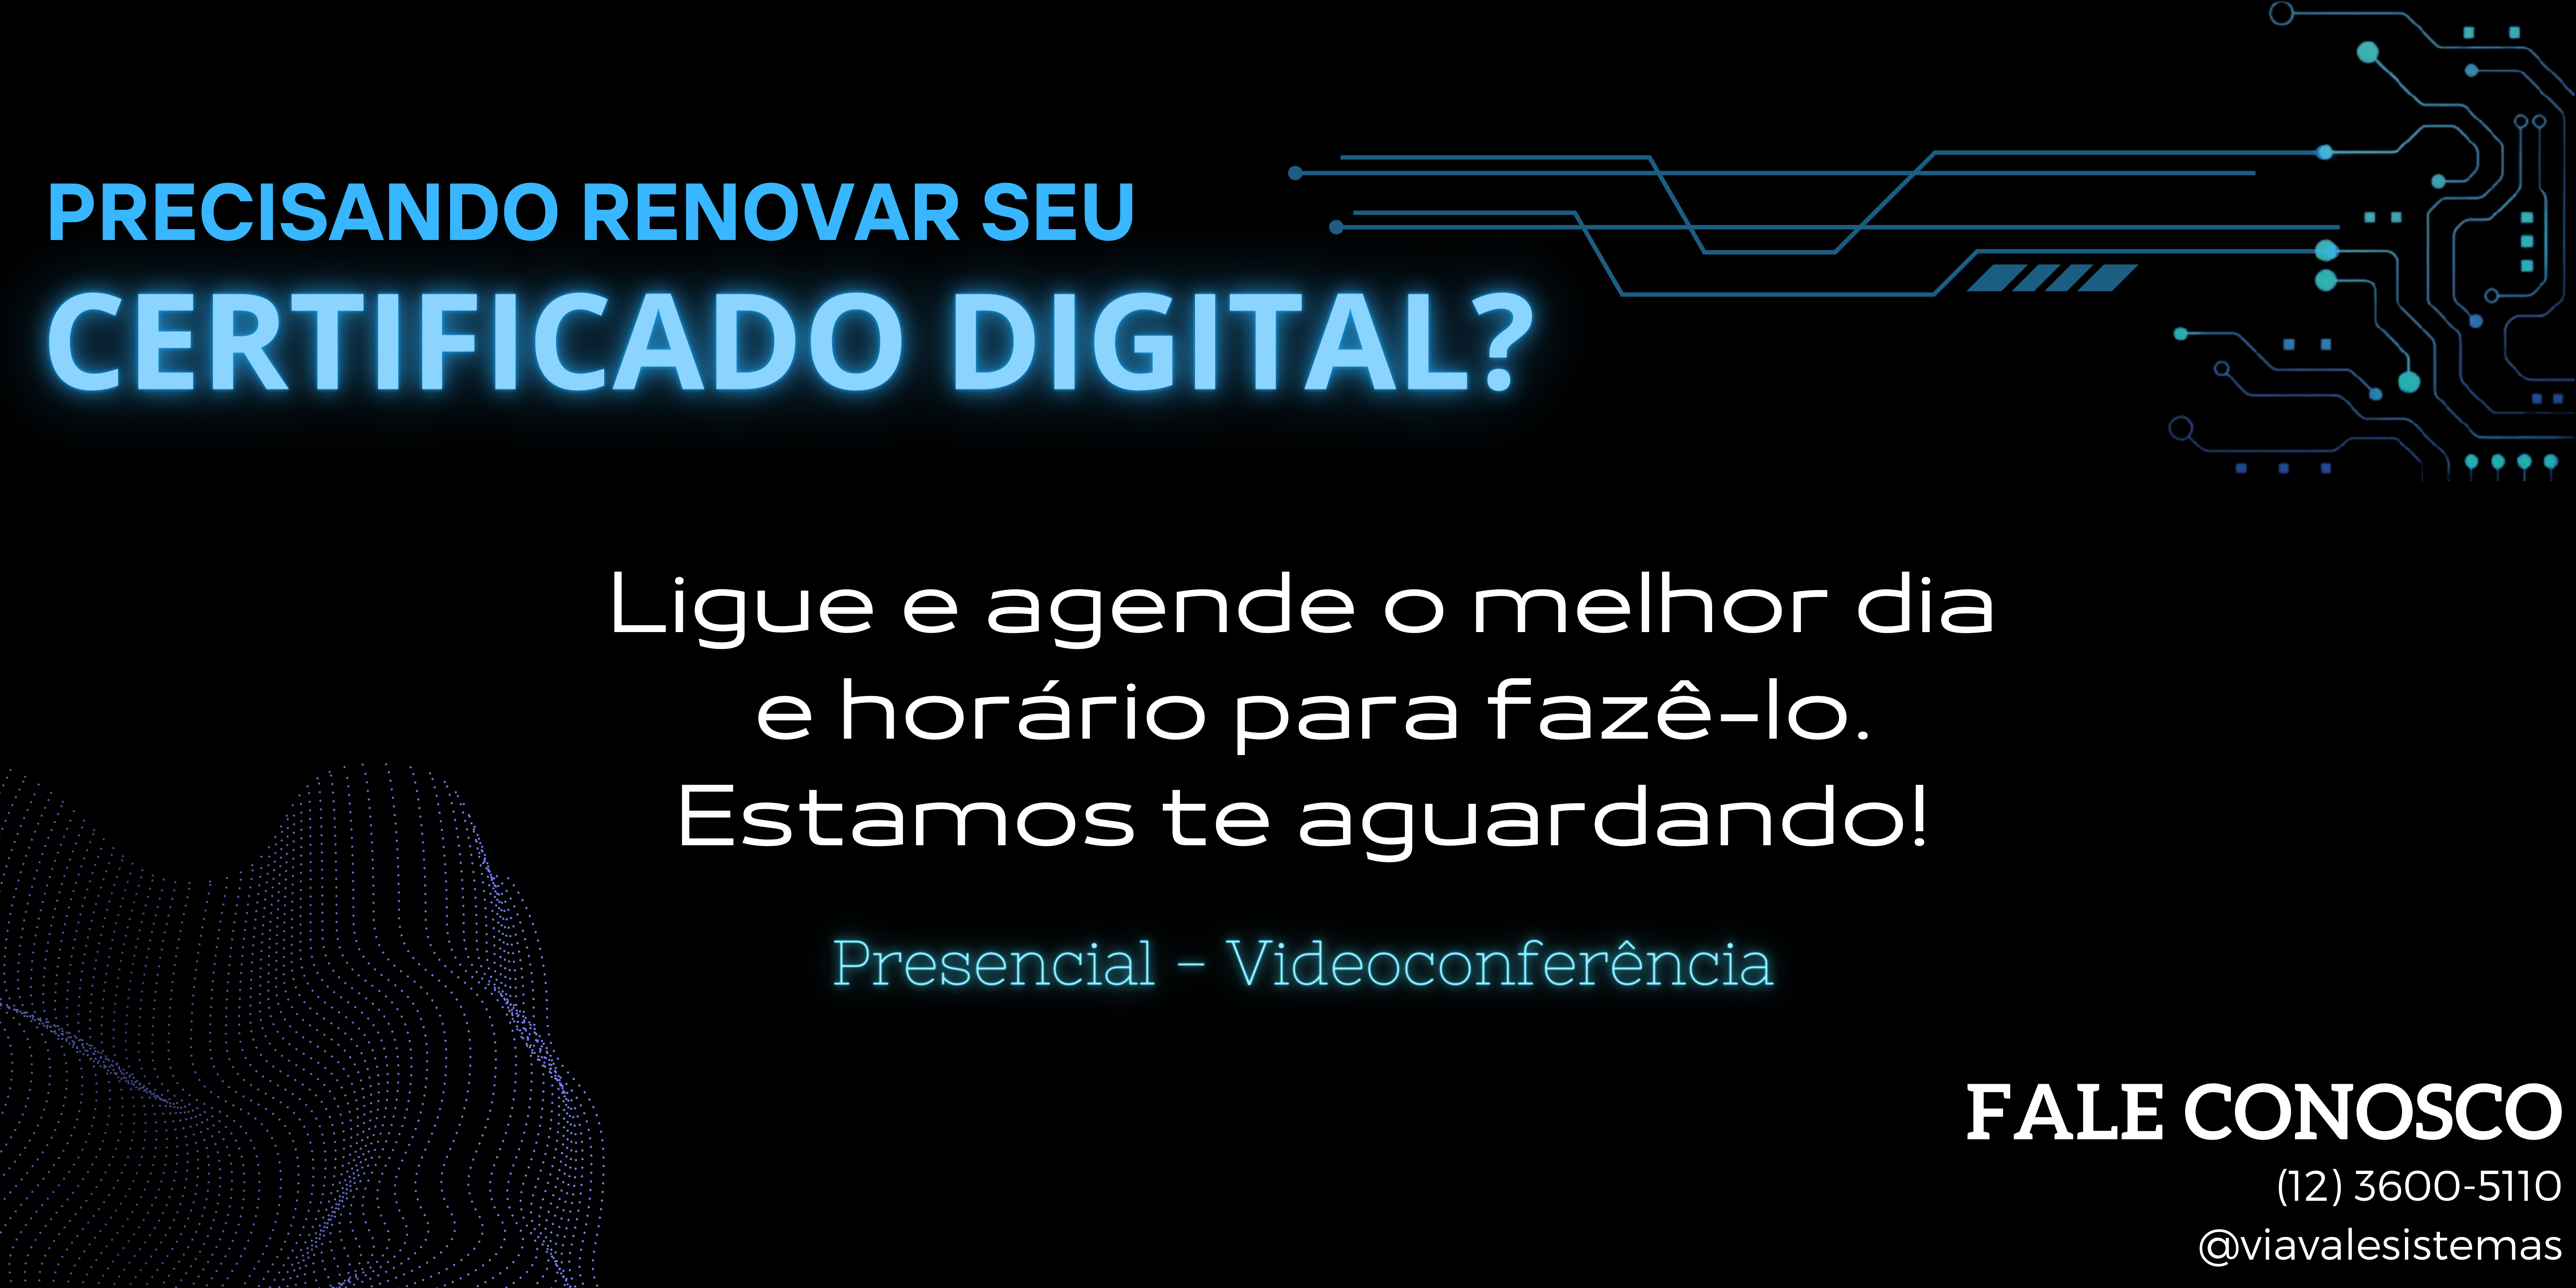 PRECISANDO RENOVAR SEU
CERTIFICADO DIGITAL?
Ligue e agende o melhor dia
e horário para fazê-lo.
Estamos te aguardando!
Presencial - Videoconferência
FALE CONOSCO
(12) 3600-5110
@viavalesistemas